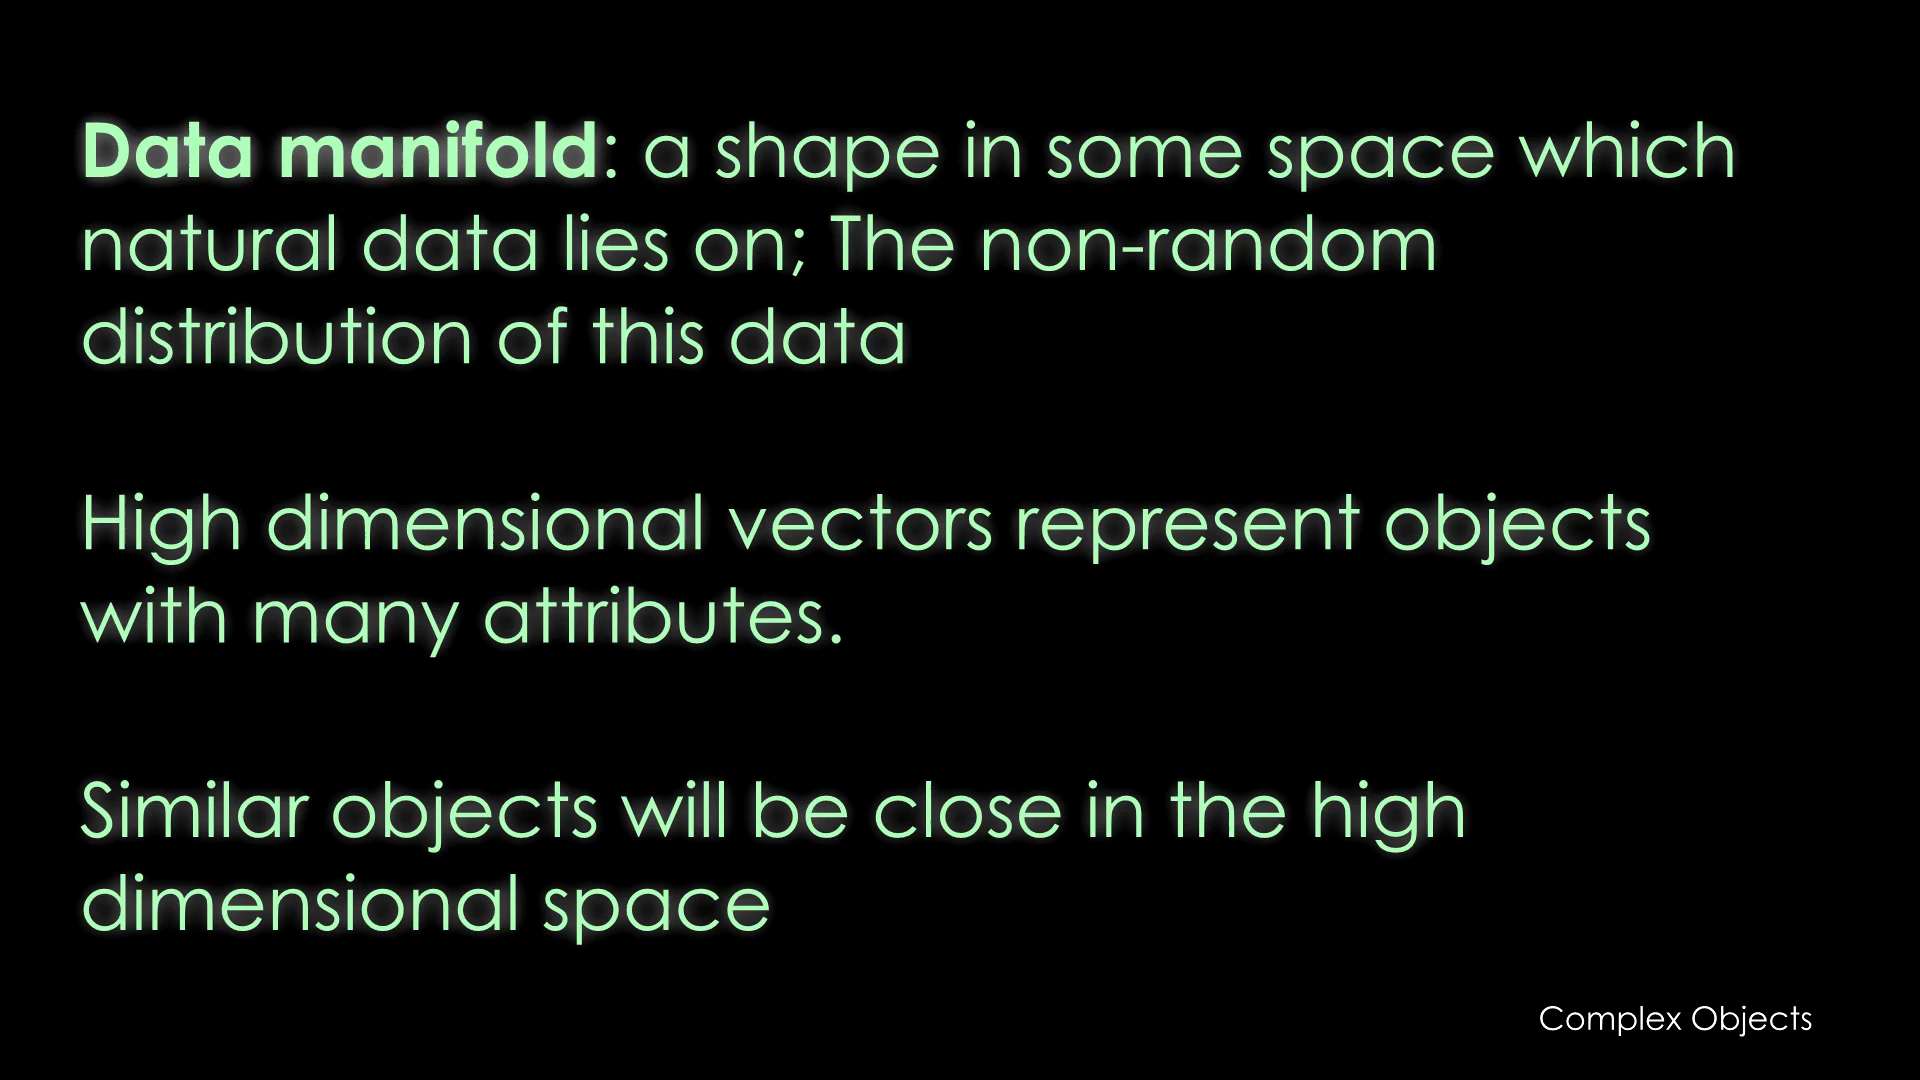 Data manifold: a shape in some space which
natural data lies on; The non-random
distribution of this data
High dimensional vectors represent objects
with many attributes.
Similar objects will be close in the high
dimensional space
Complex Objects